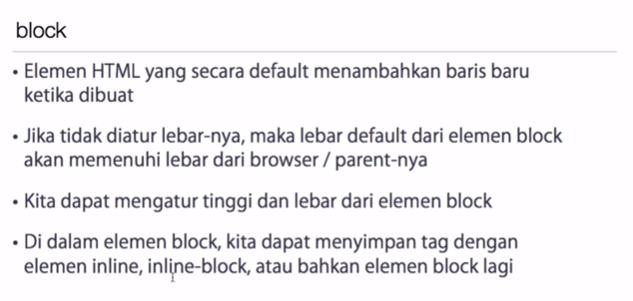 block
• Elemen HTML yang secara default menambahkan baris baru
ketika dibuat
• Jika tidak diatur lebar-nya, maka lebar default dari elemen block
akan memenuhi lebar dari browser / parent-nya
• Kita dapat mengatur tinggi dan lebar dari elemen block
• Di dalam elemen block, kita dapat menyimpan tag dengan
elemen inline, inline-block, atau bahkan elemen block lagi